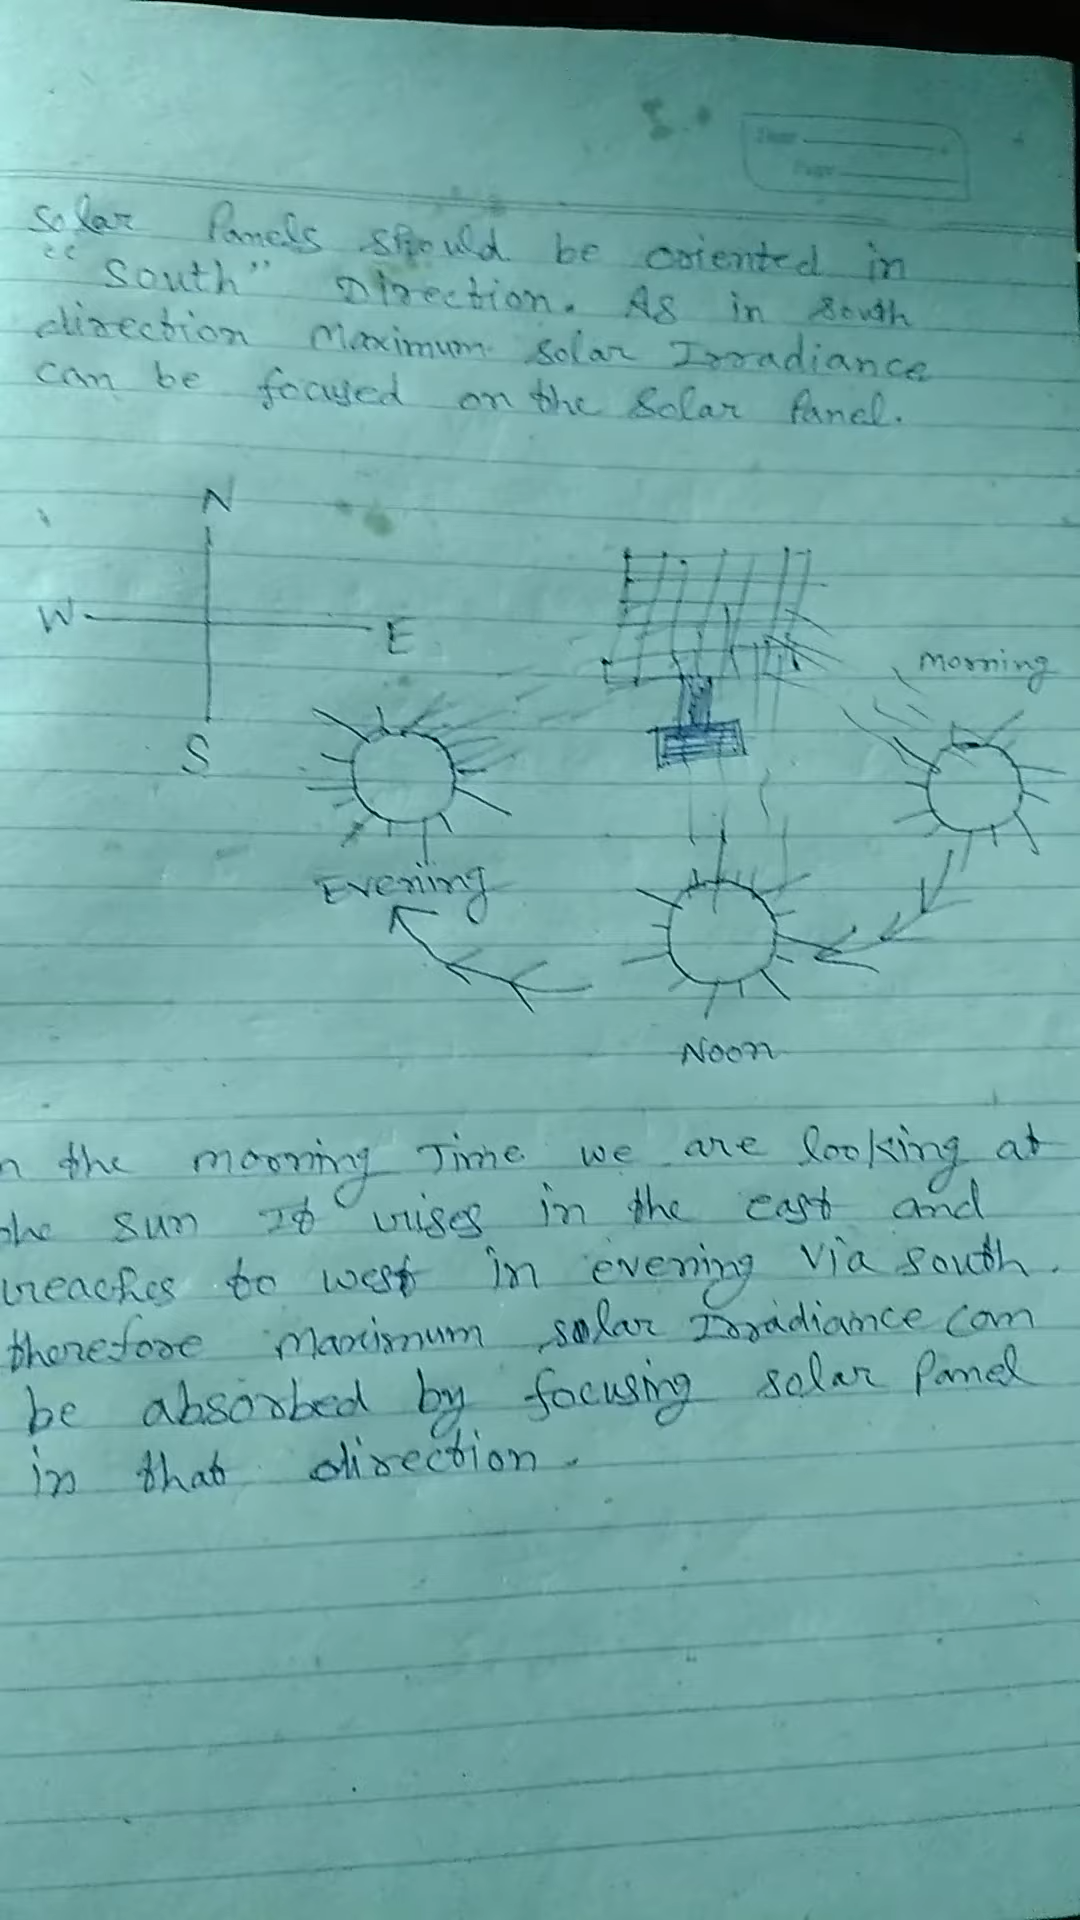 Solar Panels should be oriented in
"South" Direction. As in south
direction Maximum solar Irradiance
can be focused on the Solar Panel.
N
W
E
S
Morning
Evening
Noon
the morning Time we are looking at
the sun It rises in the east and
reaches to west in evening via south.
therefore maximum solar Irradiance can
be absorbed by focusing solar Panel
in that direction.